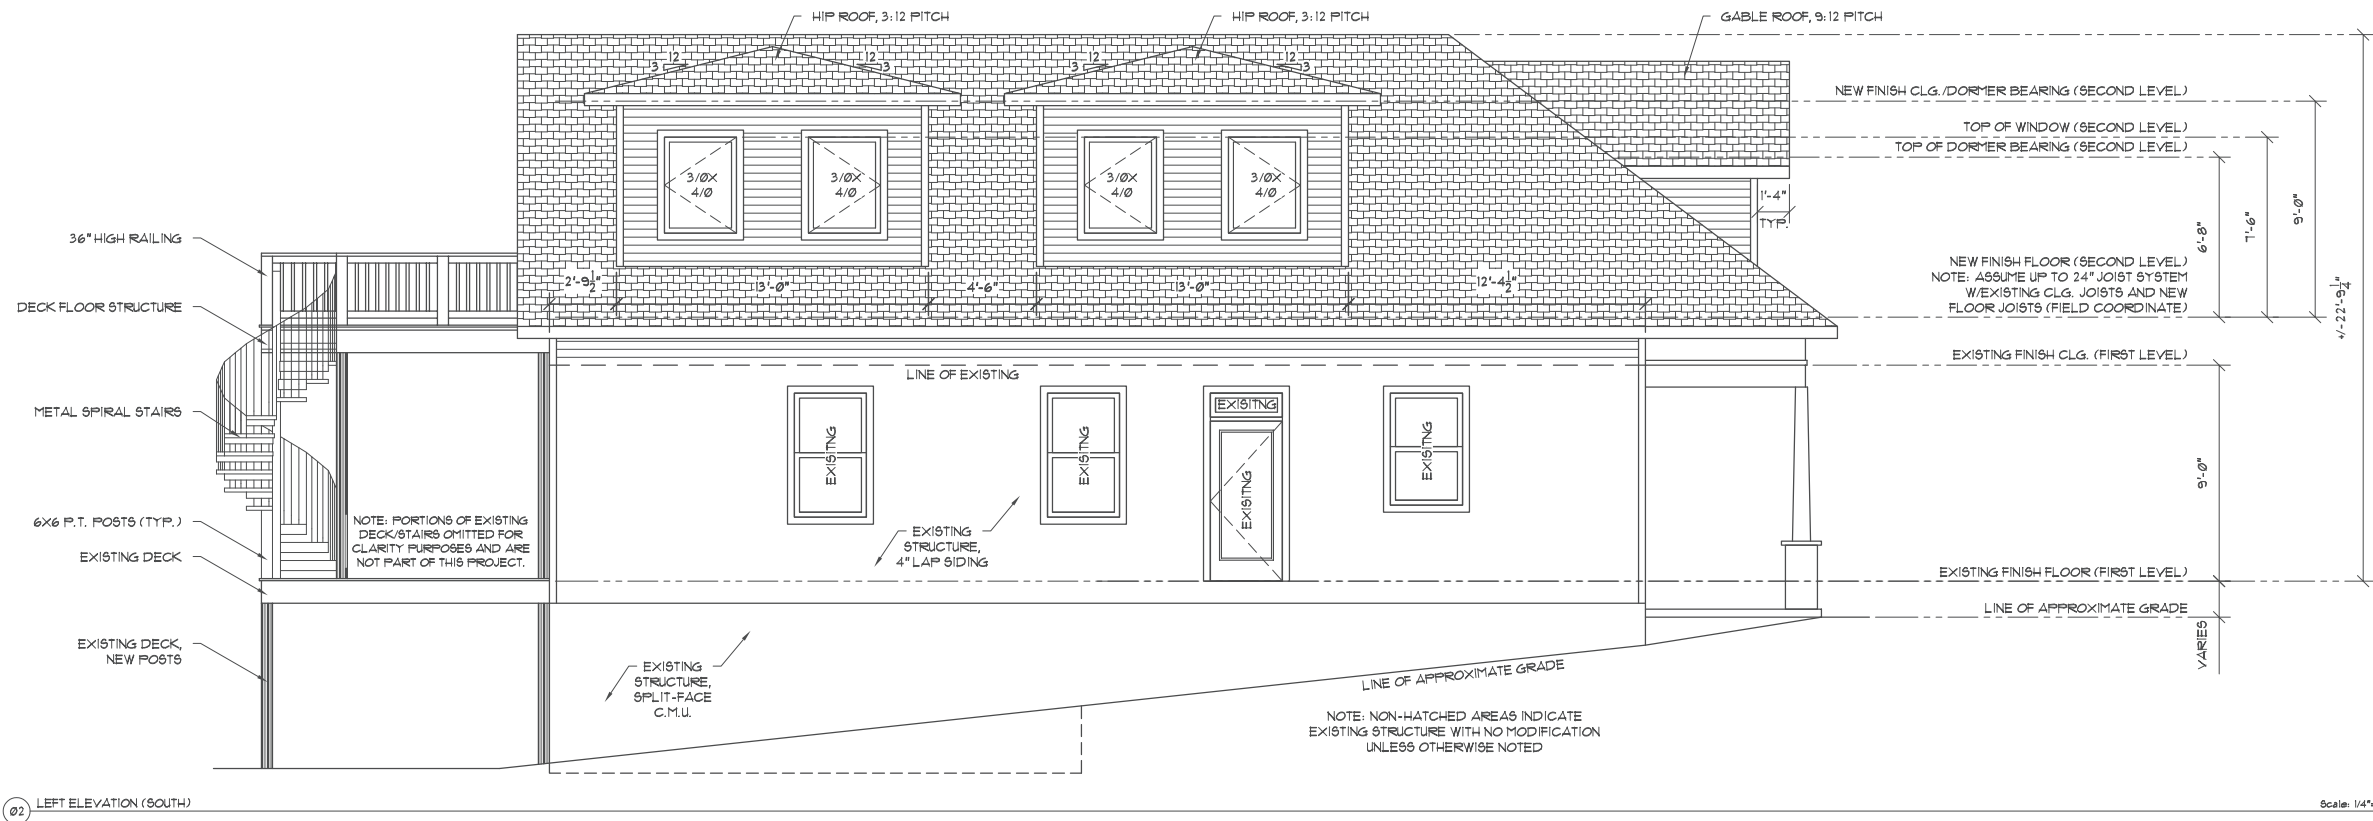 HIP ROOF, 3:12 PITCH
HIP ROOF, 3:12 PITCH
GABLE ROOF, 9:12 PITCH
12
3
12
3
12
3
12
3
NEW FINISH CLG./DORMER BEARING (SECOND LEVEL)
TOP OF WINDOW (SECOND LEVEL)
TOP OF DORMER BEARING (SECOND LEVEL)
3/0X
4/0
3/0X
4/0
3/0X
4/0
3/0X
4/0
1'-4"
TYP.
6'-8"
7'-6"
9'-0"
+/- 22'-9 1/4"
36" HIGH RAILING
DECK FLOOR STRUCTURE
METAL SPIRAL STAIRS
6X6 P.T. POSTS (TYP.)
EXISTING DECK
EXISTING DECK,
NEW POSTS
2'-9 1/2"
13'-0"
4'-6"
13'-0"
12'-4 1/2"
NEW FINISH FLOOR (SECOND LEVEL)
NOTE: ASSUME UP TO 24" JOIST SYSTEM
W/EXISTING CLG. JOISTS AND NEW
FLOOR JOISTS (FIELD COORDINATE)
EXISTING FINISH CLG. (FIRST LEVEL)
LINE OF EXISTING
EXISITNG
EXISITNG
EXISITNG
EXISITNG
EXISITNG
9'-0"
NOTE: PORTIONS OF EXISTING
DECK/STAIRS OMITTED FOR
CLARITY PURPOSES AND ARE
NOT PART OF THIS PROJECT.
EXISTING
STRUCTURE,
4" LAP SIDING
EXISTING FINISH FLOOR (FIRST LEVEL)
LINE OF APPROXIMATE GRADE
VARIES
EXISTING
STRUCTURE,
SPLIT-FACE
C.M.U.
LINE OF APPROXIMATE GRADE
NOTE: NON-HATCHED AREAS INDICATE
EXISTING STRUCTURE WITH NO MODIFICATION
UNLESS OTHERWISE NOTED
02
LEFT ELEVATION (SOUTH)
Scale: 1/4"=